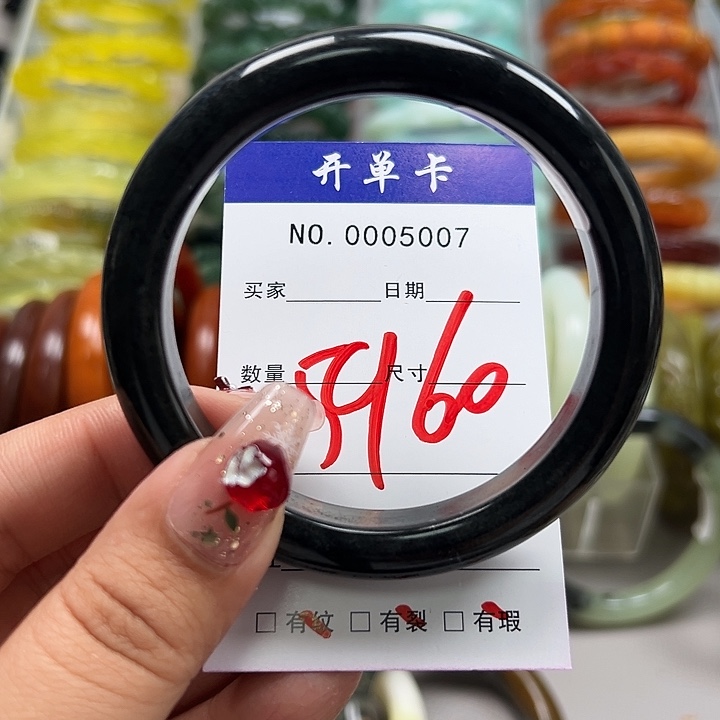 开单卡
NO. 0005007
买家 日期
数量 尺寸
160
□ 有纹 □ 有裂 □ 有瑕